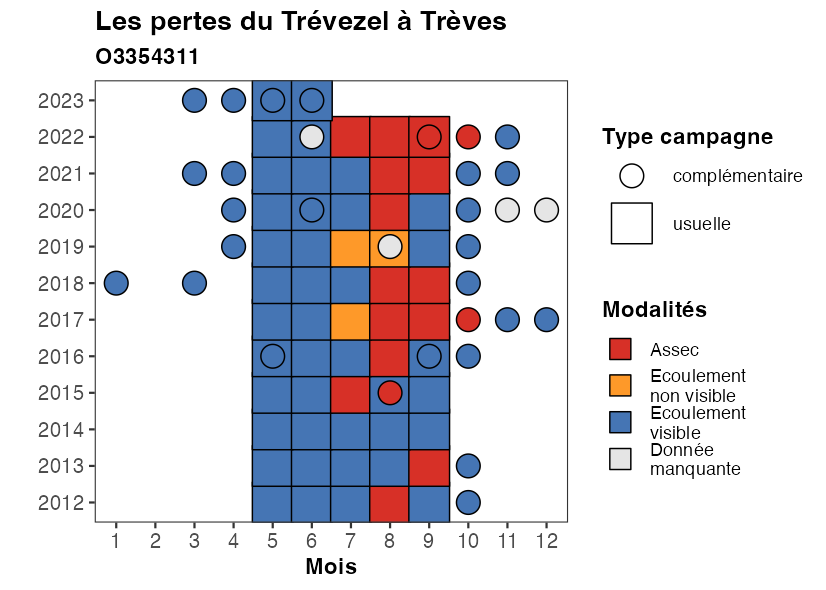 Les pertes du Trévezel à Trèves
O3354311
2023
2022
2021
2020
2019
2018
2017
2016
2015
2014
2013
2012
1 2 3 4 5 6 7 8 9 10 11 12
Mois
Type campagne
complémentaire
usuelle
Modalités
Assec
Ecoulement
non visible
Ecoulement
visible
Donnée
manquante